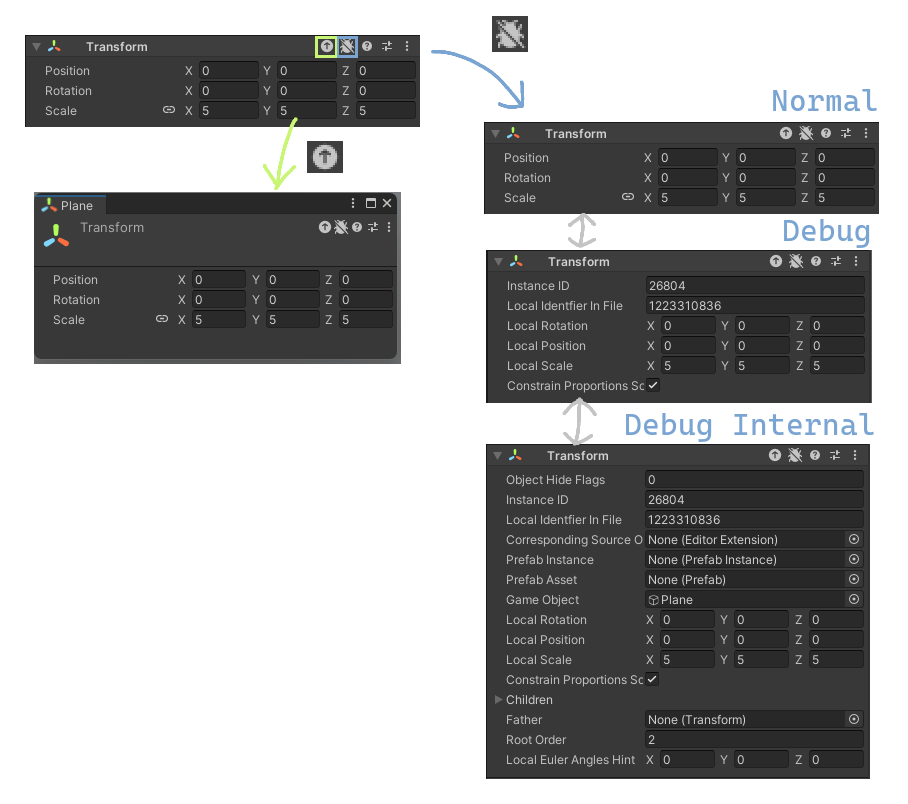 Transform
Position X 0 Y 0 Z 0
Rotation X 0 Y 0 Z 0
Scale X 5 Y 5 Z 5
Plane
Transform
Position X 0 Y 0 Z 0
Rotation X 0 Y 0 Z 0
Scale X 5 Y 5 Z 5
Normal
Transform
Position X 0 Y 0 Z 0
Rotation X 0 Y 0 Z 0
Scale X 5 Y 5 Z 5
Debug
Transform
Instance ID 26804
Local Identfier In File 1223310836
Local Rotation X 0 Y 0 Z 0
Local Position X 0 Y 0 Z 0
Local Scale X 5 Y 5 Z 5
Constrain Proportions Sc
Debug Internal
Transform
Object Hide Flags 0
Instance ID 26804
Local Identfier In File 1223310836
Corresponding Source O None (Editor Extension)
Prefab Instance None (Prefab Instance)
Prefab Asset None (Prefab)
Game Object Plane
Local Rotation X 0 Y 0 Z 0
Local Position X 0 Y 0 Z 0
Local Scale X 5 Y 5 Z 5
Constrain Proportions Sc
Children
Father None (Transform)
Root Order 2
Local Euler Angles Hint X 0 Y 0 Z 0